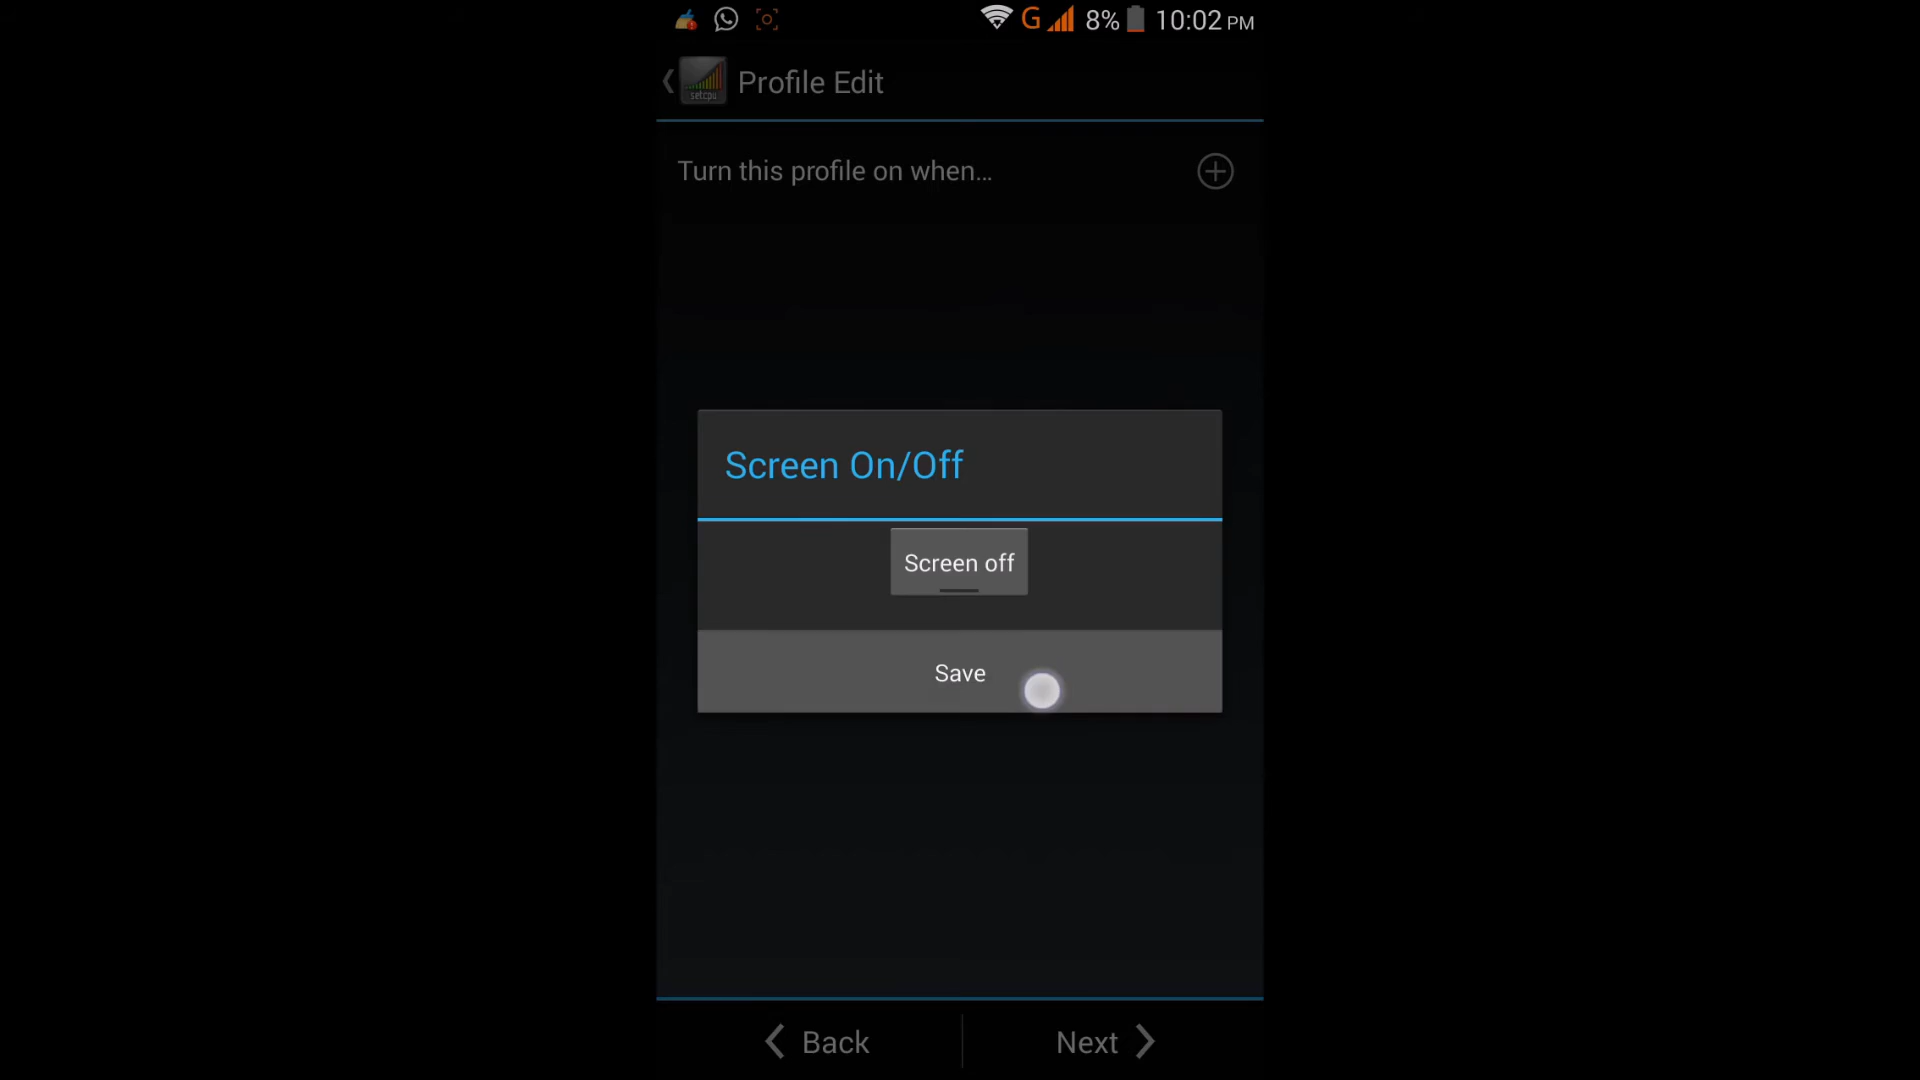 G 8% 10:02 PM
setcpu
Profile Edit
Turn this profile on when...
Screen On/Off
Screen off
Save
Back
Next